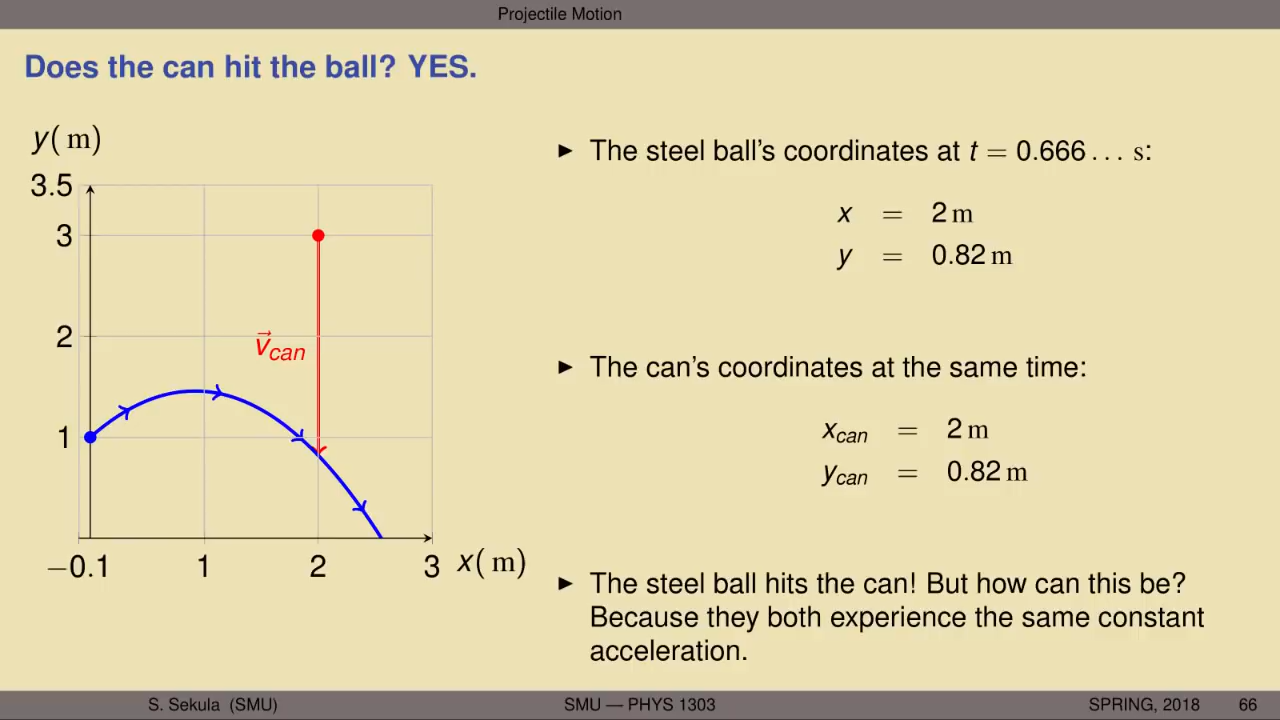 Projectile Motion
Does the can hit the ball? YES.
y( m)
3.5
3
2
1
−0.1
1
2
3
x( m)
v⃗can
▶ The steel ball's coordinates at t = 0.666 . . . s:
x = 2 m
y = 0.82 m
▶ The can's coordinates at the same time:
xcan = 2 m
ycan = 0.82 m
▶ The steel ball hits the can! But how can this be?
Because they both experience the same constant
acceleration.
S. Sekula (SMU)
SMU — PHYS 1303
SPRING, 2018
66